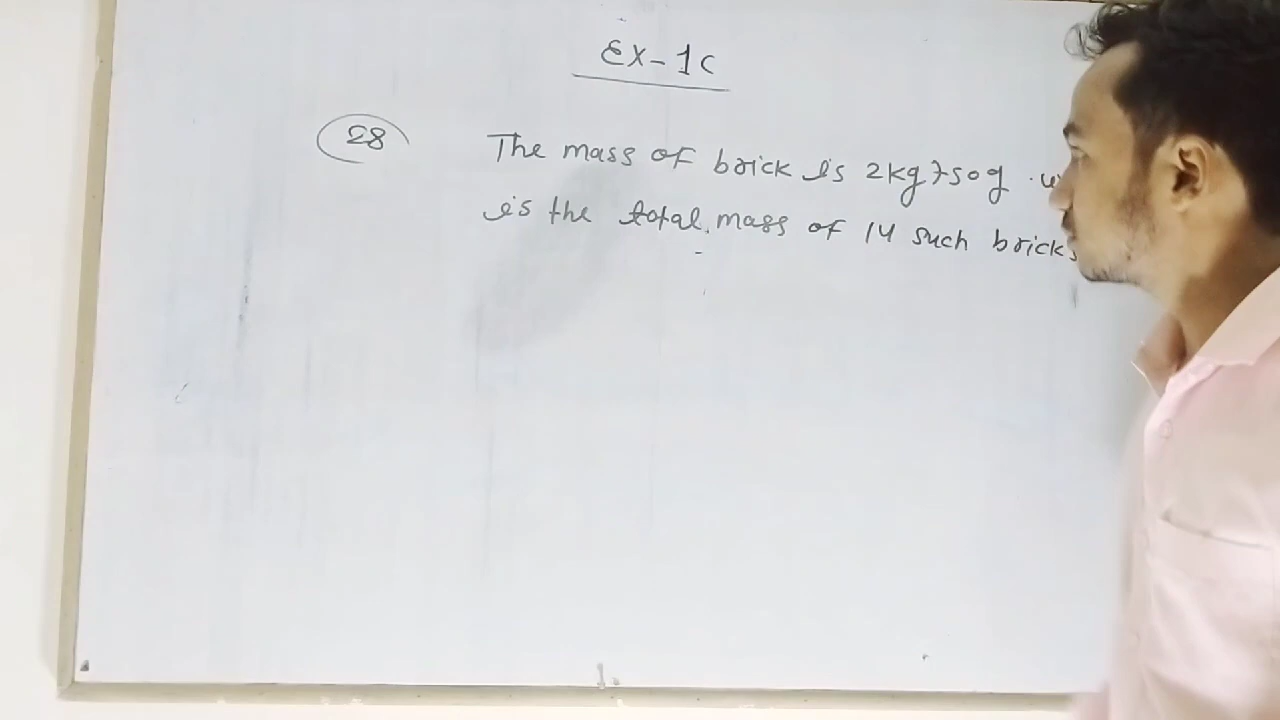 Ex-1c
28
The mass of brick is 2kg 750g.
is the total mass of 14 such bricks